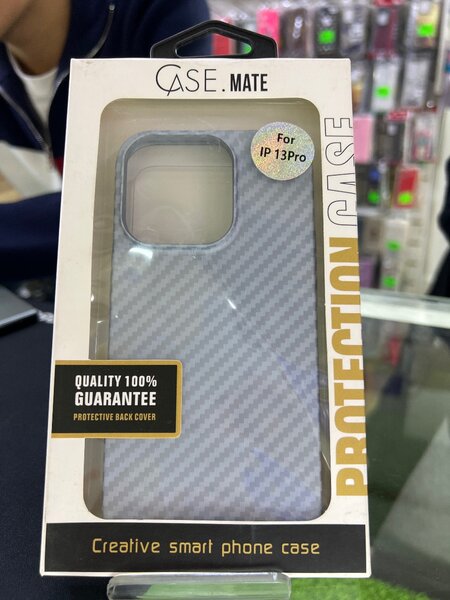 CASE.MATE
For
IP 13Pro
PROTECTION CASE
QUALITY 100%
GUARANTEE
PROTECTIVE BACK COVER
Creative smart phone case